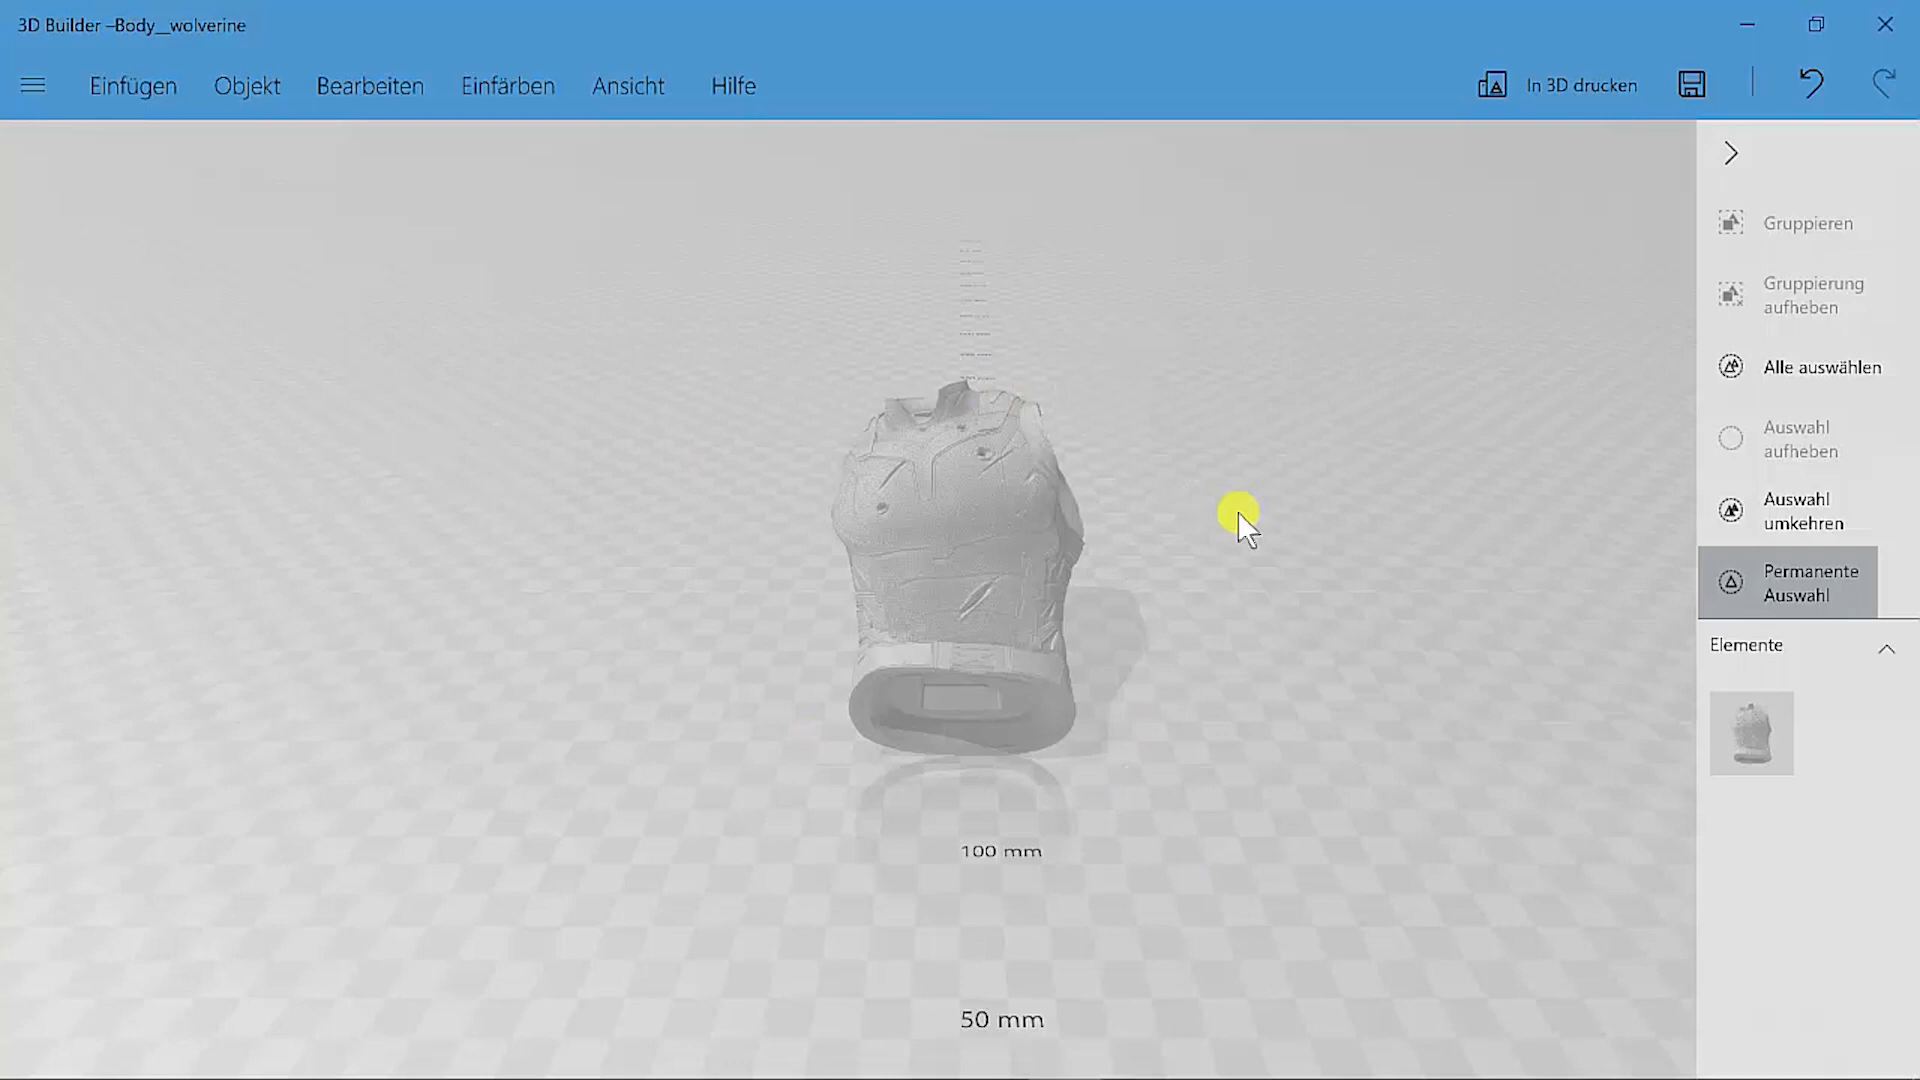 3D Builder –Body__wolverine
Einfügen Objekt Bearbeiten Einfärben Ansicht Hilfe In 3D drucken
Gruppieren
Gruppierung
aufheben
Alle auswählen
Auswahl
aufheben
Auswahl
umkehren
Permanente
Auswahl
Elemente
100 mm
50 mm